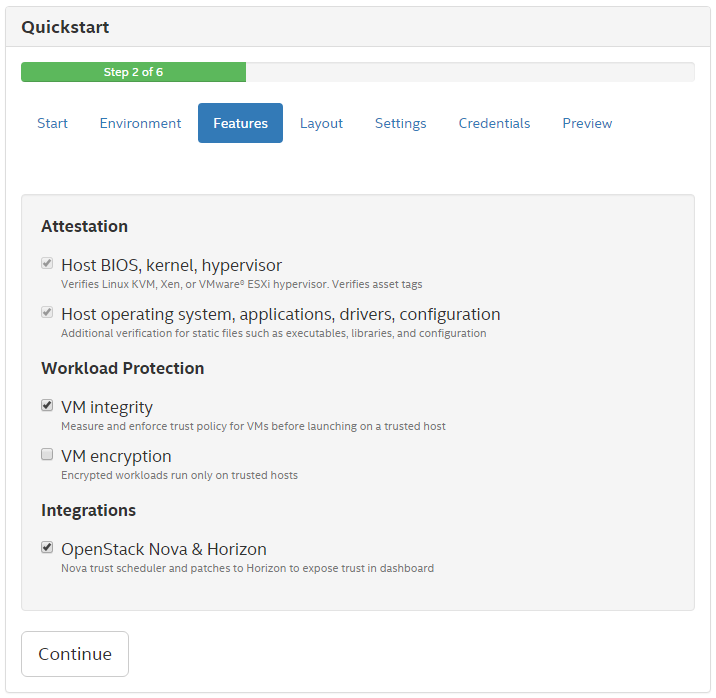 Quickstart
Step 2 of 6
Start Environment Features Layout Settings Credentials Preview
Attestation
Host BIOS, kernel, hypervisor
Verifies Linux KVM, Xen, or VMware® ESXi hypervisor. Verifies asset tags
Host operating system, applications, drivers, configuration
Additional verification for static files such as executables, libraries, and configuration
Workload Protection
VM integrity
Measure and enforce trust policy for VMs before launching on a trusted host
VM encryption
Encrypted workloads run only on trusted hosts
Integrations
OpenStack Nova & Horizon
Nova trust scheduler and patches to Horizon to expose trust in dashboard
Continue